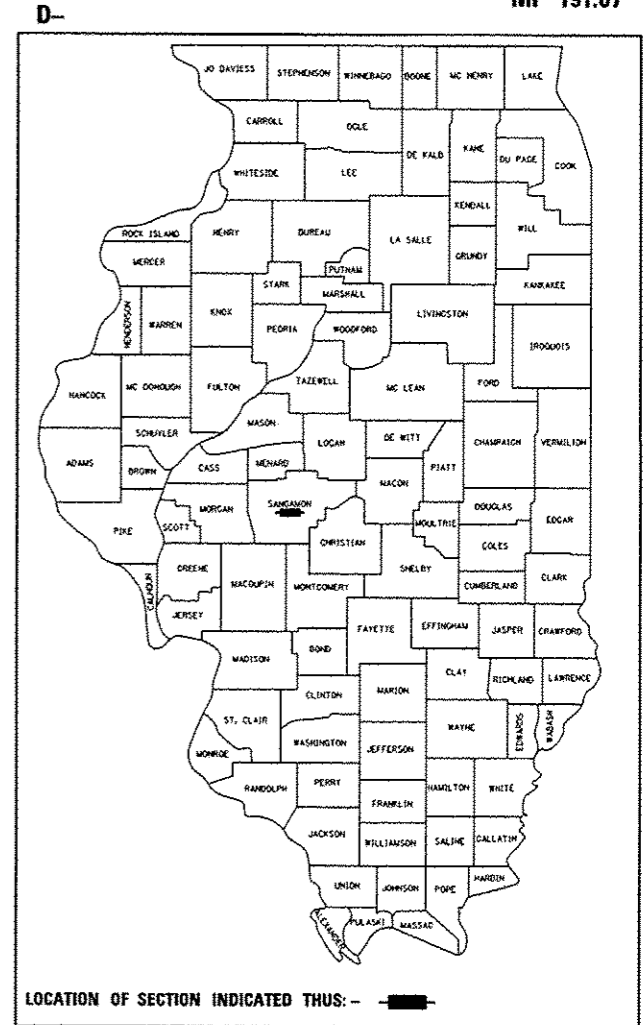 NF 191.07
D-
JO DAVIESS STEPHENSON WINNEBAGO BOONE MC HENRY LAKE
CARROLL OGLE DE KALB KANE DU PAGE COOK
WHITESIDE LEE
KENDALL WILL
ROCK ISLAND HENRY BUREAU LA SALLE
MERCER PUTNAM GRUNDY
STARK MARSHALL KANKAKEE
HENDERSON WARREN KNOX PEORIA WOODFORD LIVINGSTON
IROQUOIS
HANCOCK MC DONOUGH FULTON TAZEWELL MC LEAN FORD
MASON
SCHUYLER LOGAN DE WITT CHAMPAIGN VERMILION
ADAMS BROWN CASS MENARD PIATT
MACON
MORGAN SANGAMON DOUGLAS
PIKE SCOTT MOULTRIE EDGAR
CHRISTIAN COLES
GREENE SHELBY
CALHOUN MACOUPIN MONTGOMERY CUMBERLAND CLARK
JERSEY
FAYETTE EFFINGHAM JASPER CRAWFORD
MADISON BOND
CLAY RICHLAND LAWRENCE
CLINTON MARION
ST. CLAIR WAYNE EDWARDS WABASH
MONROE WASHINGTON JEFFERSON
RANDOLPH PERRY HAMILTON WHITE
FRANKLIN
JACKSON WILLIAMSON SALINE GALLATIN
UNION JOHNSON POPE HARDIN
ALEXANDER PULASKI MASSAC
LOCATION OF SECTION INDICATED THUS: -